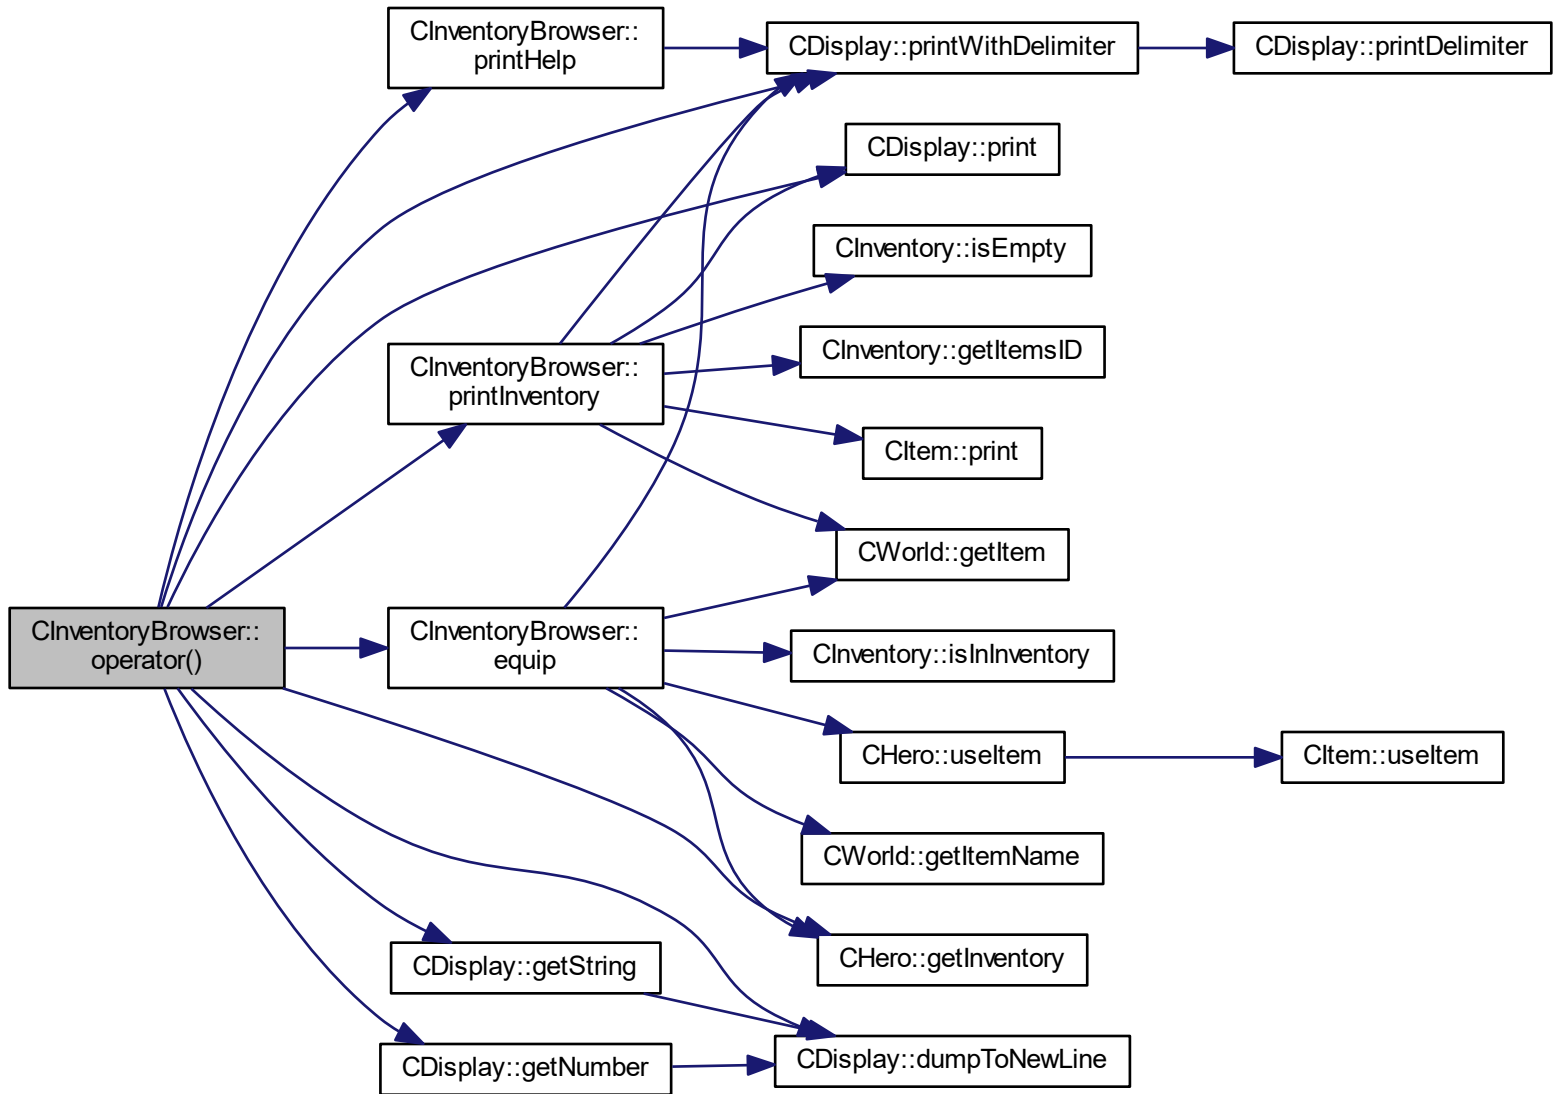 CInventoryBrowser::
printHelp
CDisplay::printWithDelimiter
CDisplay::printDelimiter
CDisplay::print
CInventory::isEmpty
CInventoryBrowser::
printInventory
CInventory::getItemsID
CItem::print
CWorld::getItem
CInventoryBrowser::
operator()
CInventoryBrowser::
equip
CInventory::isInInventory
CHero::useItem
CItem::useItem
CWorld::getItemName
CDisplay::getString
CHero::getInventory
CDisplay::getNumber
CDisplay::dumpToNewLine